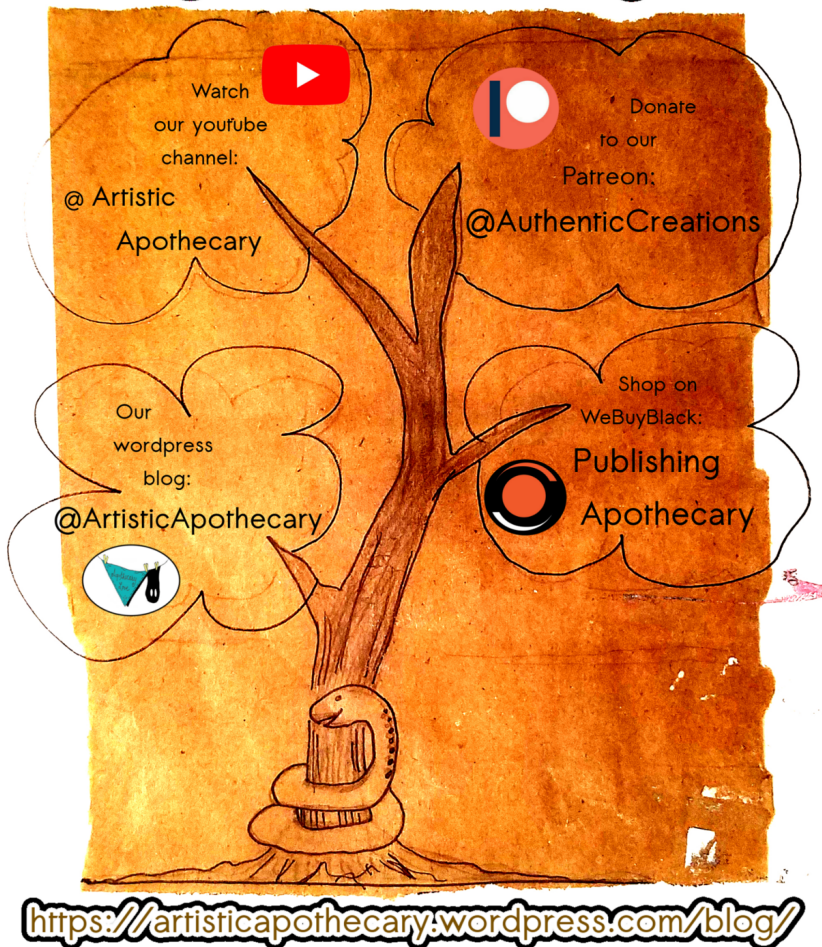 Watch
our youtube
channel:
@ Artistic
Apothecary
Donate
to our
Patreon:
@AuthenticCreations
Our
wordpress
blog:
@ArtisticApothecary
Shop on
WeBuyBlack:
Publishing
Apothecary
https://artisticapothecary.wordpress.com/blog/